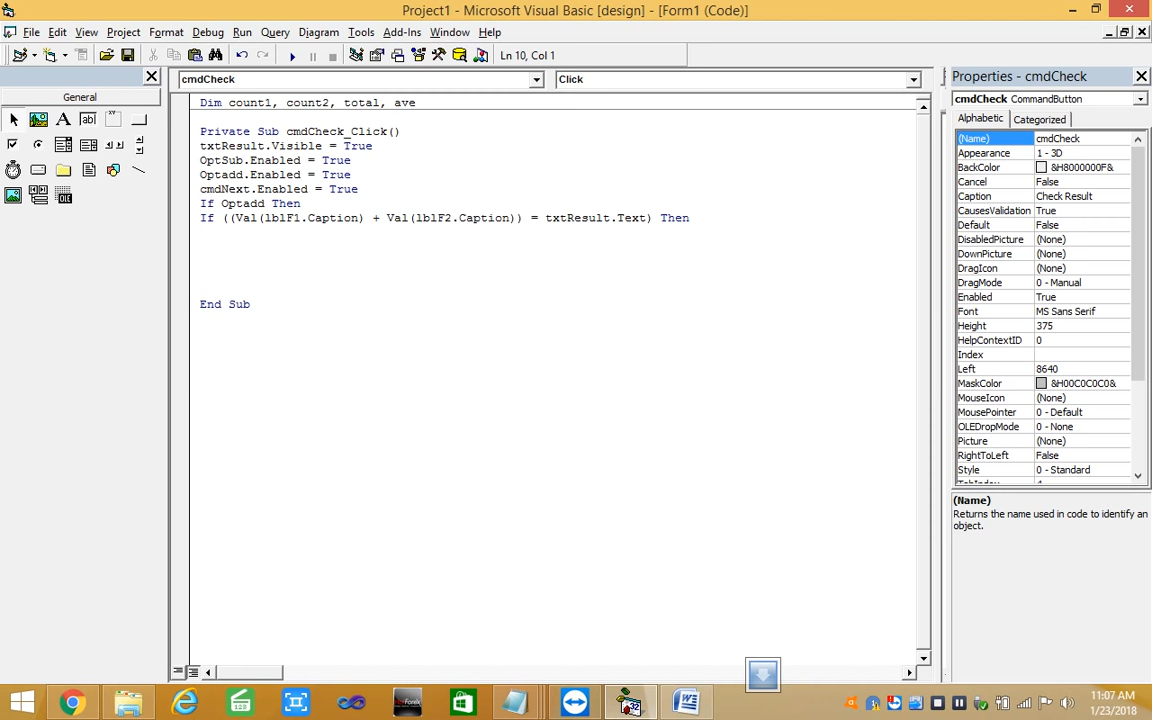 Project1 - Microsoft Visual Basic [design] - [Form1 (Code)]
File Edit View Project Format Debug Run Query Diagram Tools Add-Ins Window Help
Ln 10, Col 1
General
cmdCheck
Click
Dim count1, count2, total, ave
Private Sub cmdCheck_Click()
txtResult.Visible = True
OptSub.Enabled = True
Optadd.Enabled = True
cmdNext.Enabled = True
If Optadd Then
If ((Val(lblF1.Caption) + Val(lblF2.Caption)) = txtResult.Text) Then
End Sub
Properties - cmdCheck
cmdCheck CommandButton
Alphabetic Categorized
(Name) cmdCheck
Appearance 1 - 3D
BackColor &H8000000F&
Cancel False
Caption Check Result
CausesValidation True
Default False
DisabledPicture (None)
DownPicture (None)
DragIcon (None)
DragMode 0 - Manual
Enabled True
Font MS Sans Serif
Height 375
HelpContextID 0
Index
Left 8640
MaskColor &H00C0C0C0&
MouseIcon (None)
MousePointer 0 - Default
OLEDropMode 0 - None
Picture (None)
RightToLeft False
Style 0 - Standard
(Name)
Returns the name used in code to identify an
object.
11:07 AM
1/23/2018